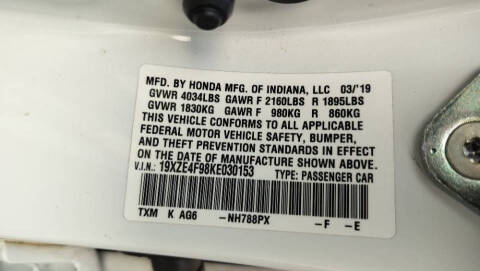 MFD. BY HONDA MFG. OF INDIANA, LLC 03/'19
GVWR 4034LBS GAWR F 2160LBS R 1895LBS
GVWR 1830KG GAWR F 980KG R 860KG
THIS VEHICLE CONFORMS TO ALL APPLICABLE
FEDERAL MOTOR VEHICLE SAFETY, BUMPER,
AND THEFT PREVENTION STANDARDS IN EFFECT
ON THE DATE OF MANUFACTURE SHOWN ABOVE.
V.I.N.: 19XZE4F98KE030153 TYPE: PASSENGER CAR
TXM K AG6 -NH788PX -F -E